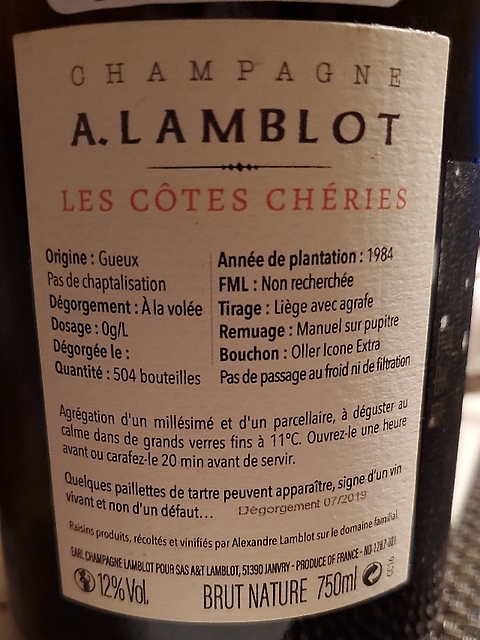 CHAMPAGNE
A. LAMBLOT
LES CÔTES CHÉRIES
Origine : Gueux
Pas de chaptalisation
Dégorgement : À la volée
Dosage : 0g/L
Dégorgée le :
Quantité : 504 bouteilles
Année de plantation : 1984
FML : Non recherchée
Tirage : Liège avec agrafe
Remuage : Manuel sur pupitre
Bouchon : Oller Icone Extra
Pas de passage au froid ni de filtration
Agrégation d'un millésimé et d'un parcellaire, à déguster au
calme dans de grands verres fins à 11°C. Ouvrez-le une heure
avant ou carafez-le 20 min avant de servir.
Quelques paillettes de tartre peuvent apparaître, signe d'un vin
vivant et non d'un défaut...
Dégorgement 07/2019
Raisins produits, récoltés et vinifiés par Alexandre Lamblot sur le domaine familial.
EARL CHAMPAGNE LAMBLOT POUR SAS A&T LAMBLOT, 51390 JANVRY - PRODUCE OF FRANCE -
12% Vol.
BRUT NATURE 750ml